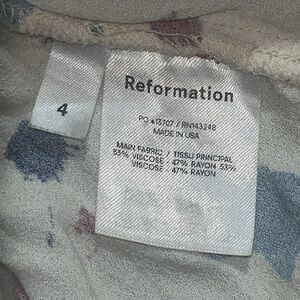 4
Reformation
PO #13707 / RN143248
MADE IN USA
MAIN FABRIC / TISSU PRINCIPAL
53% VISCOSE - 47% RAYON 53%
VISCOSE - 47% RAYON